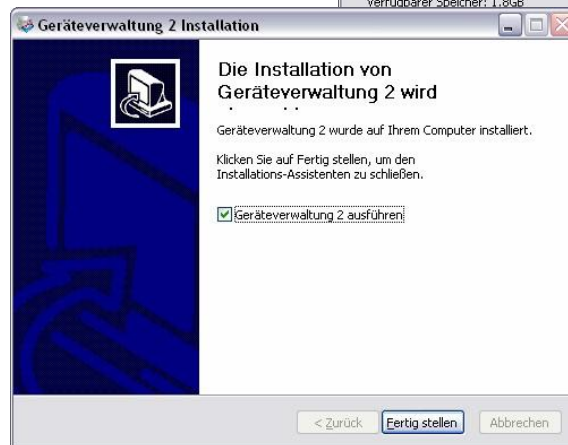 Verfügbarer Speicher: 1.8GB
Geräteverwaltung 2 Installation
Die Installation von
Geräteverwaltung 2 wird
Geräteverwaltung 2 wurde auf Ihrem Computer installiert.
Klicken Sie auf Fertig stellen, um den
Installations-Assistenten zu schließen.
Geräteverwaltung 2 ausführen
< Zurück
Fertig stellen
Abbrechen